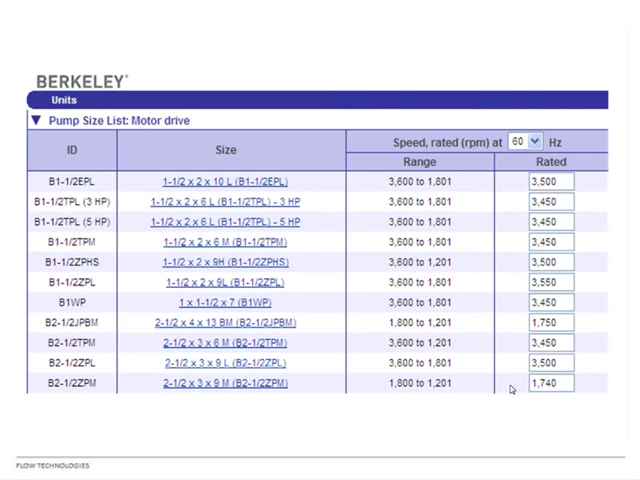 BERKELEY®
Units
▼ Pump Size List: Motor drive
ID Size Speed, rated (rpm) at 60 Hz
Range Rated
B1-1/2EPL 1-1/2 x 2 x 10 L (B1-1/2EPL) 3,600 to 1,801 3,500
B1-1/2TPL (3 HP) 1-1/2 x 2 x 6 L (B1-1/2TPL) - 3 HP 3,600 to 1,801 3,450
B1-1/2TPL (5 HP) 1-1/2 x 2 x 6 L (B1-1/2TPL) - 5 HP 3,600 to 1,801 3,450
B1-1/2TPM 1-1/2 x 2 x 6 M (B1-1/2TPM) 3,600 to 1,801 3,450
B1-1/2ZPHS 1-1/2 x 2 x 9H (B1-1/2ZPHS) 3,600 to 1,201 3,500
B1-1/2ZPL 1-1/2 x 2 x 9L (B1-1/2ZPL) 3,600 to 1,801 3,550
B1WP 1 x 1-1/2 x 7 (B1WP) 3,600 to 1,801 3,450
B2-1/2JPBM 2-1/2 x 4 x 13 BM (B2-1/2JPBM) 1,800 to 1,201 1,750
B2-1/2TPM 2-1/2 x 3 x 6 M (B2-1/2TPM) 3,600 to 1,801 3,450
B2-1/2ZPL 2-1/2 x 3 x 9 L (B2-1/2ZPL) 3,600 to 1,801 3,500
B2-1/2ZPM 2-1/2 x 3 x 9 M (B2-1/2ZPM) 1,800 to 1,201 1,740
FLOW TECHNOLOGIES